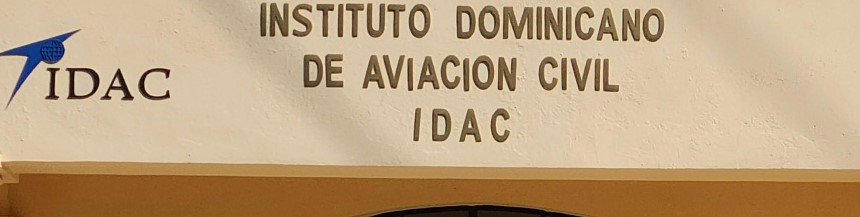 INSTITUTO DOMINICANO
IDAC
DE AVIACION CIVIL
IDAC